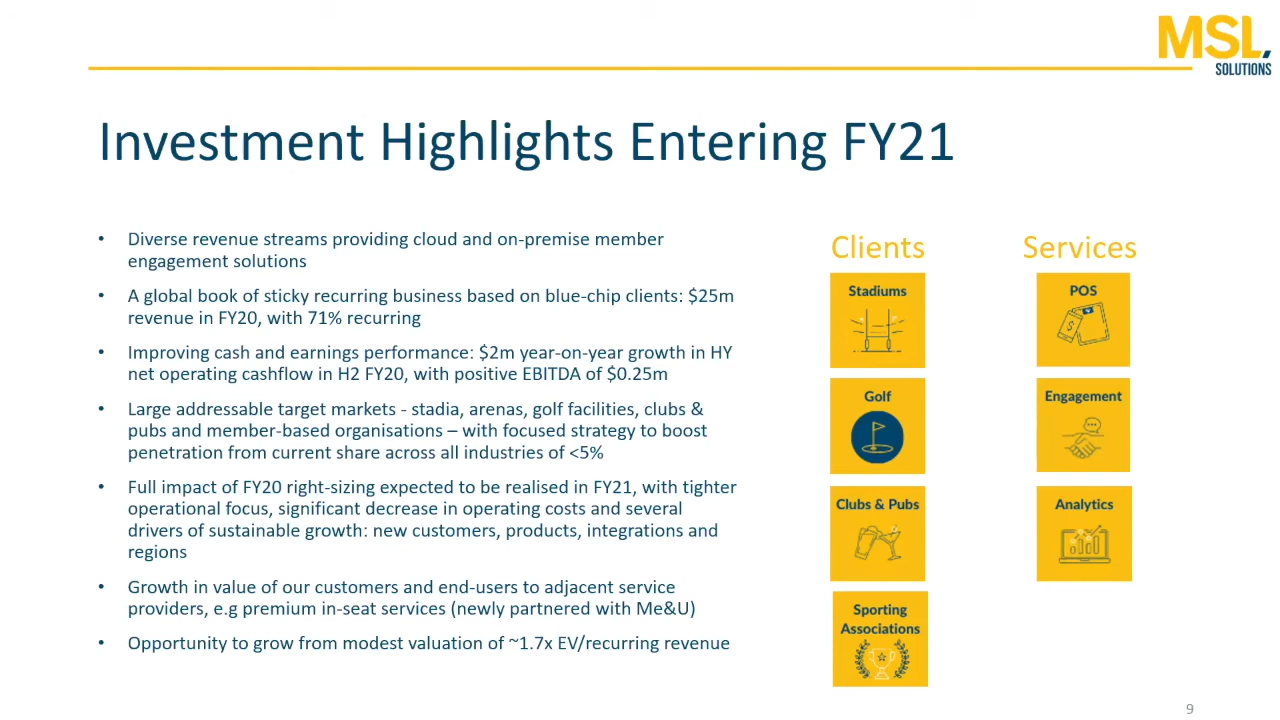 MSL
SOLUTIONS
Investment Highlights Entering FY21
• Diverse revenue streams providing cloud and on-premise member
engagement solutions
• A global book of sticky recurring business based on blue-chip clients: $25m
revenue in FY20, with 71% recurring
• Improving cash and earnings performance: $2m year-on-year growth in HY
net operating cashflow in H2 FY20, with positive EBITDA of $0.25m
• Large addressable target markets - stadia, arenas, golf facilities, clubs &
pubs and member-based organisations – with focused strategy to boost
penetration from current share across all industries of <5%
• Full impact of FY20 right-sizing expected to be realised in FY21, with tighter
operational focus, significant decrease in operating costs and several
drivers of sustainable growth: new customers, products, integrations and
regions
• Growth in value of our customers and end-users to adjacent service
providers, e.g premium in-seat services (newly partnered with Me&U)
• Opportunity to grow from modest valuation of ~1.7x EV/recurring revenue
Clients
Stadiums
Golf
Clubs & Pubs
Sporting
Associations
Services
POS
$
Engagement
Analytics
9